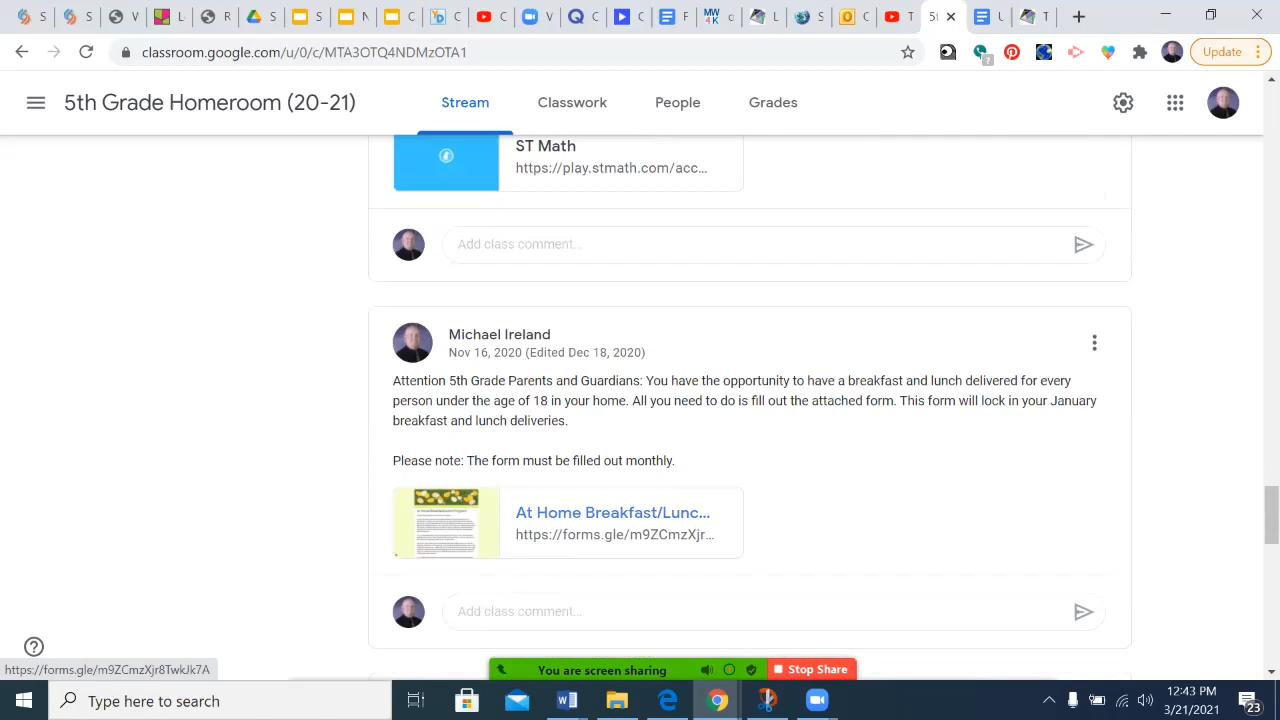 S S V L R S N C C C V Q C C F MW 4K c L S C T 5t U T
classroom.google.com/u/0/c/MTA3OTQ4NDMzOTA1
?
Update
5th Grade Homeroom (20-21)
Stream
Classwork
People
Grades
ST Math
https://play.stmath.com/acc...
Add class comment...
Michael Ireland
Nov 16, 2020 (Edited Dec 18, 2020)
Attention 5th Grade Parents and Guardians: You have the opportunity to have a breakfast and lunch delivered for every
person under the age of 18 in your home. All you need to do is fill out the attached form. This form will lock in your January
breakfast and lunch deliveries.
Please note: The form must be filled out monthly.
At Home Breakfast/Lunc...
https://forms.gle/m9ZCmzXjr...
Add class comment...
https://forms.gle/m9ZCmzXjr8TwkJk7A
You are screen sharing
Stop Share
Type here to search
12:43 PM
3/21/2021
23